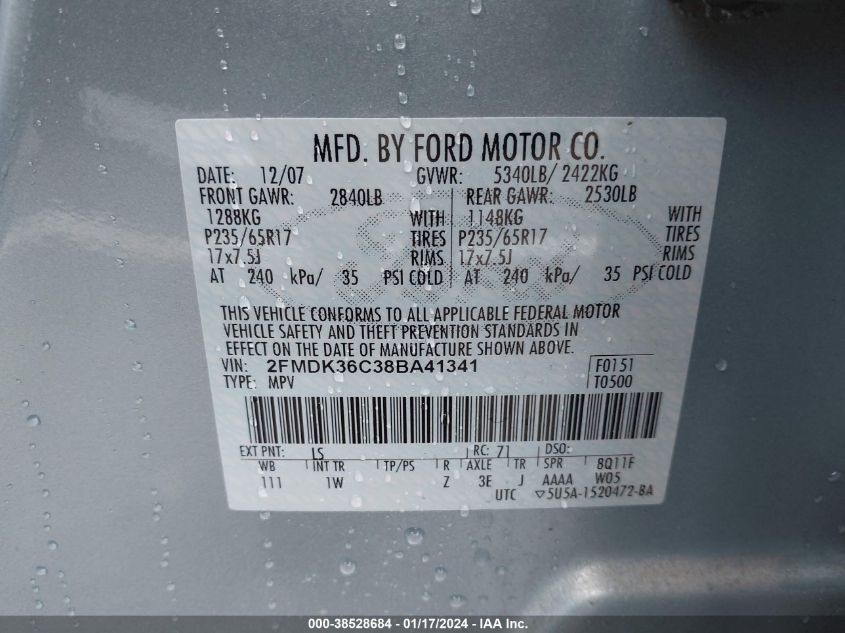 MFD. BY FORD MOTOR CO.
DATE: 12/07 GVWR: 5340LB/ 2422KG
FRONT GAWR: 2840LB REAR GAWR: 2530LB
1288KG WITH 1148KG WITH
P235/65R17 TIRES P235/65R17 TIRES
17x7.5J RIMS 17x7.5J RIMS
AT 240 kPa/ 35 PSI COLD AT 240 kPa/ 35 PSI COLD
THIS VEHICLE CONFORMS TO ALL APPLICABLE FEDERAL MOTOR
VEHICLE SAFETY AND THEFT PREVENTION STANDARDS IN
EFFECT ON THE DATE OF MANUFACTURE SHOWN ABOVE.
VIN: 2FMDK36C38BA41341 F0151
TYPE: MPV T0500
EXT PNT: LS RC: 71 DSO:
WB INT TR TP/PS R AXLE TR SPR 8Q11F
111 1W Z 3E J AAAA W05
UTC ▽5U5A-1520472-BA
000-38528684 - 01/17/2024 - IAA Inc.